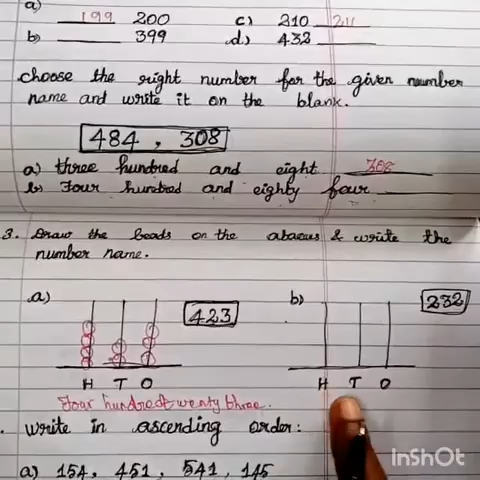 a) 199 200 c) 210 211
b) 399 d) 432
choose the right number for the given number
name and write it on the blank.
484, 308
a) three hundred and eight 308
b) Four hundred and eighty four
3. Draw the beads on the abacus & write the
number name.
a) 423 b) 232
H T O H T O
Four hundred twenty three.
Write in ascending order:
a) 154, 451, 541, 145
InShOt